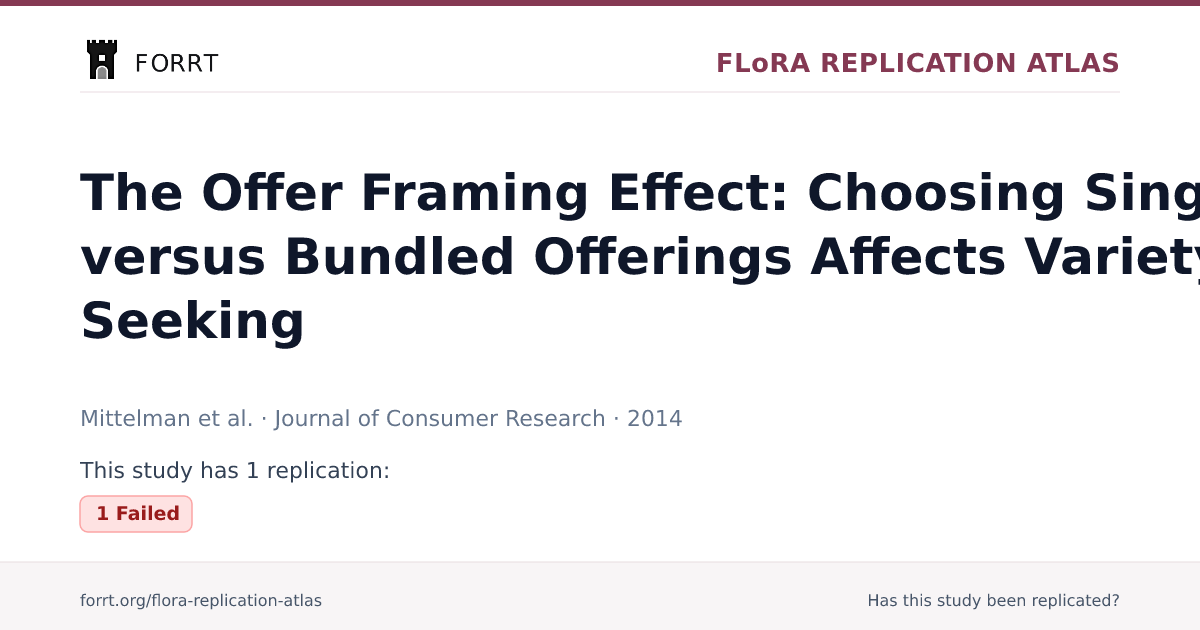 FORRT
FLoRA REPLICATION ATLAS
The Offer Framing Effect: Choosing Sing
versus Bundled Offerings Affects Variety
Seeking
Mittelman et al. · Journal of Consumer Research · 2014
This study has 1 replication:
1 Failed
forrt.org/flora-replication-atlas
Has this study been replicated?